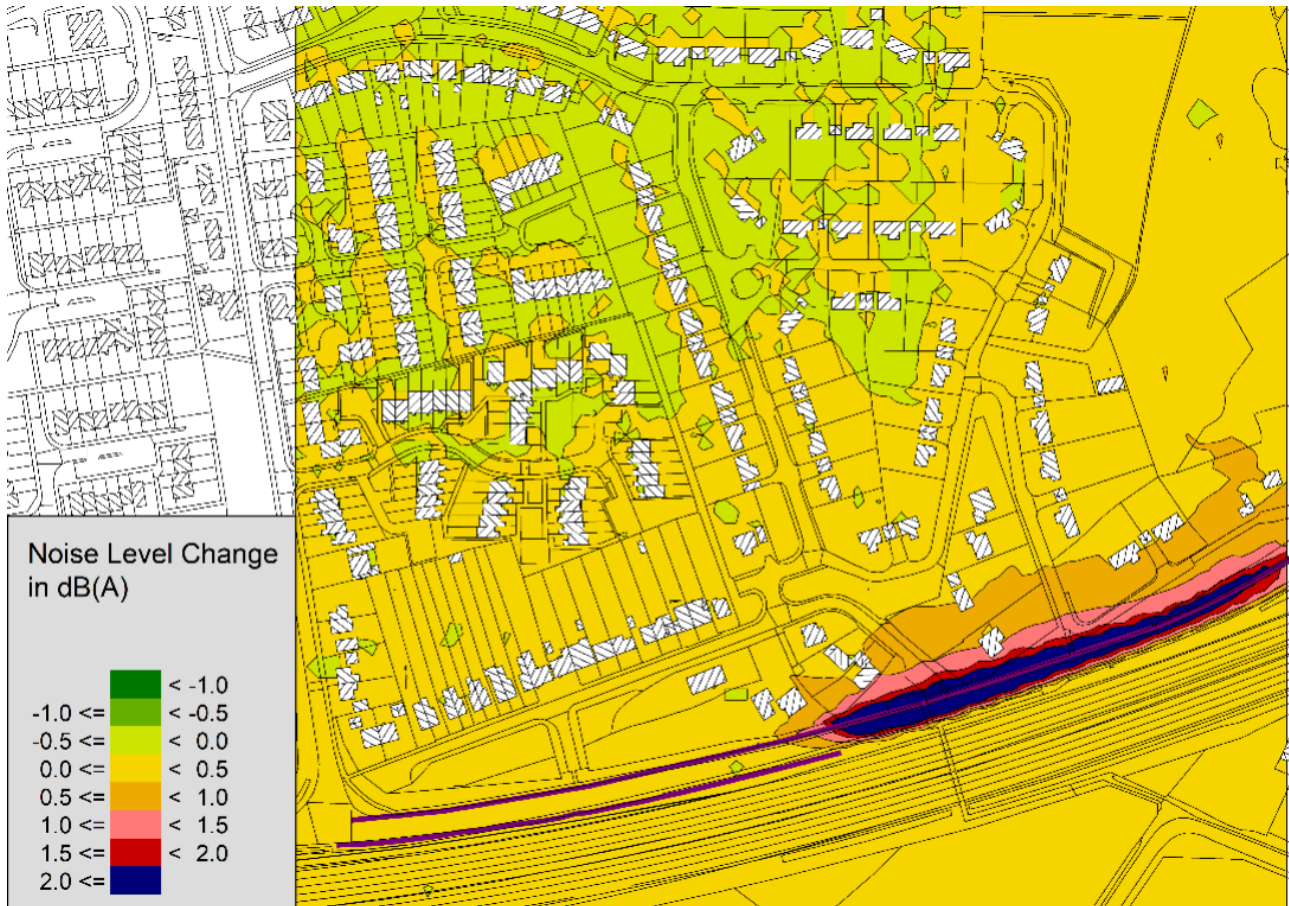 Noise Level Change
in dB(A)
< -1.0
-1.0 <= < -0.5
-0.5 <= < 0.0
0.0 <= < 0.5
0.5 <= < 1.0
1.0 <= < 1.5
1.5 <= < 2.0
2.0 <=